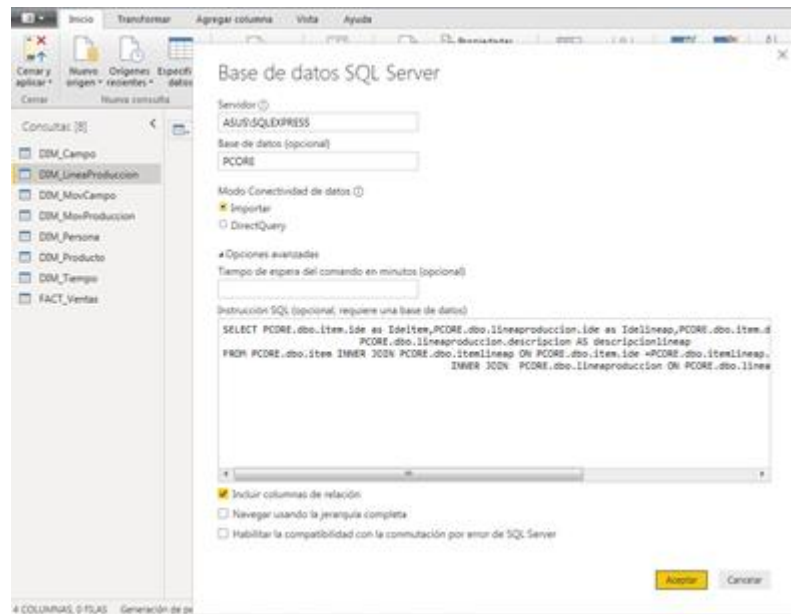 Inicio Transformar Agregar columna Vista Ayuda
Cerrar y aplicar
Nuevo origen
Orígenes recientes
Especifi datos
Propiedades
Cerrar
Nueva consulta
Consultas [8]
DIM_Campo
DIM_LineaProduccion
DIM_MovCampo
DIM_MovProduccion
DIM_Persona
DIM_Producto
DIM_Tiempo
FACT_Ventas
Base de datos SQL Server
Servidor
ASUS\SQLEXPRESS
Base de datos (opcional)
PCORE
Modo Conectividad de datos
Importar
DirectQuery
Opciones avanzadas
Tiempo de espera del comando en minutos (opcional)
Instrucción SQL (opcional, requiere una base de datos)
SELECT PCORE.dbo.item.ide as Ideitem,PCORE.dbo.lineaproduccion.ide as Idelineap,PCORE.dbo.item.d
PCORE.dbo.lineaproduccion.descripcion AS descripcionlineap
FROM PCORE.dbo.item INNER JOIN PCORE.dbo.itemlineap ON PCORE.dbo.item.ide =PCORE.dbo.itemlineap.
INNER JOIN PCORE.dbo.lineaproduccion ON PCORE.dbo.linea
Incluir columnas de relación
Navegar usando la jerarquía completa
Habilitar la compatibilidad con la conmutación por error de SQL Server
Aceptar Cancelar
4 COLUMNAS, 0 FILAS Generación de pe